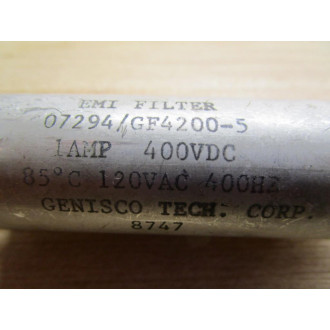 EMI FILTER
07294/GF4200-5
1AMP 400VDC
85°C 120VAC 400HZ
GENISCO TECH. CORP.
8747